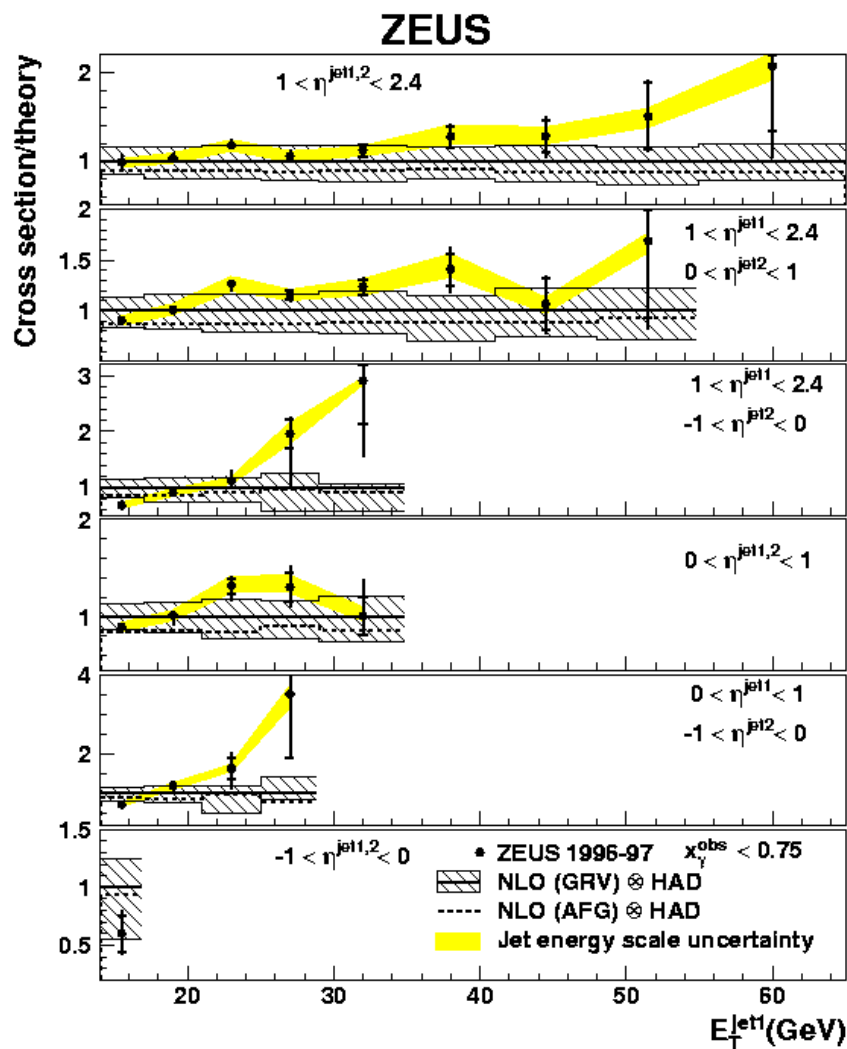 ZEUS
Cross section/theory
1 < η^jet1,2 < 2.4
2
1
1 < η^jet1 < 2.4
0 < η^jet2 < 1
2
1.5
1
1 < η^jet1 < 2.4
-1 < η^jet2 < 0
3
2
1
0 < η^jet1,2 < 1
2
1
0 < η^jet1 < 1
-1 < η^jet2 < 0
4
2
-1 < η^jet1,2 < 0
1.5
1
0.5
ZEUS 1996-97 x_γ^obs < 0.75
NLO (GRV) ⊗ HAD
NLO (AFG) ⊗ HAD
Jet energy scale uncertainty
20 30 40 50 60
E_T^jet1 (GeV)